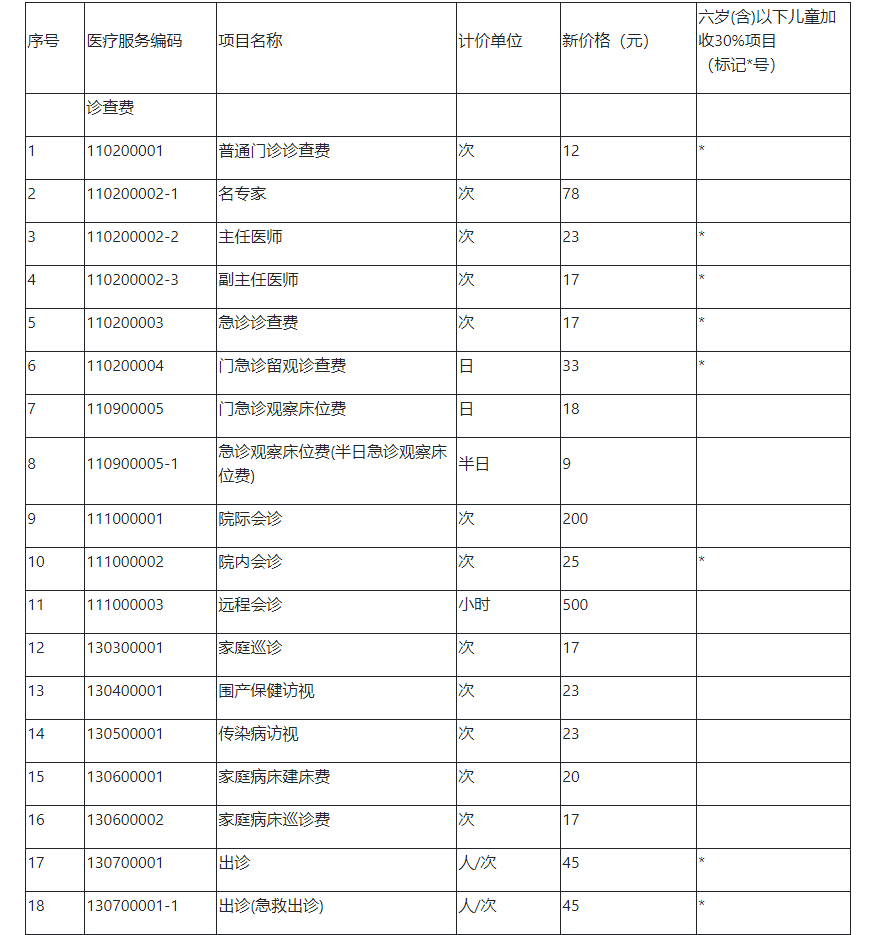 序号 医疗服务编码 项目名称 计价单位 新价格（元） 六岁(含)以下儿童加
收30%项目
（标记*号）
诊查费
1 110200001 普通门诊诊查费 次 12 *
2 110200002-1 名专家 次 78
3 110200002-2 主任医师 次 23 *
4 110200002-3 副主任医师 次 17 *
5 110200003 急诊诊查费 次 17 *
6 110200004 门急诊留观诊查费 日 33 *
7 110900005 门急诊观察床位费 日 18
8 110900005-1 急诊观察床位费(半日急诊观察床
位费) 半日 9
9 111000001 院际会诊 次 200
10 111000002 院内会诊 次 25 *
11 111000003 远程会诊 小时 500
12 130300001 家庭巡诊 次 17
13 130400001 围产保健访视 次 23
14 130500001 传染病访视 次 23
15 130600001 家庭病床建床费 次 20
16 130600002 家庭病床巡诊费 次 17
17 130700001 出诊 人/次 45 *
18 130700001-1 出诊(急救出诊) 人/次 45 *